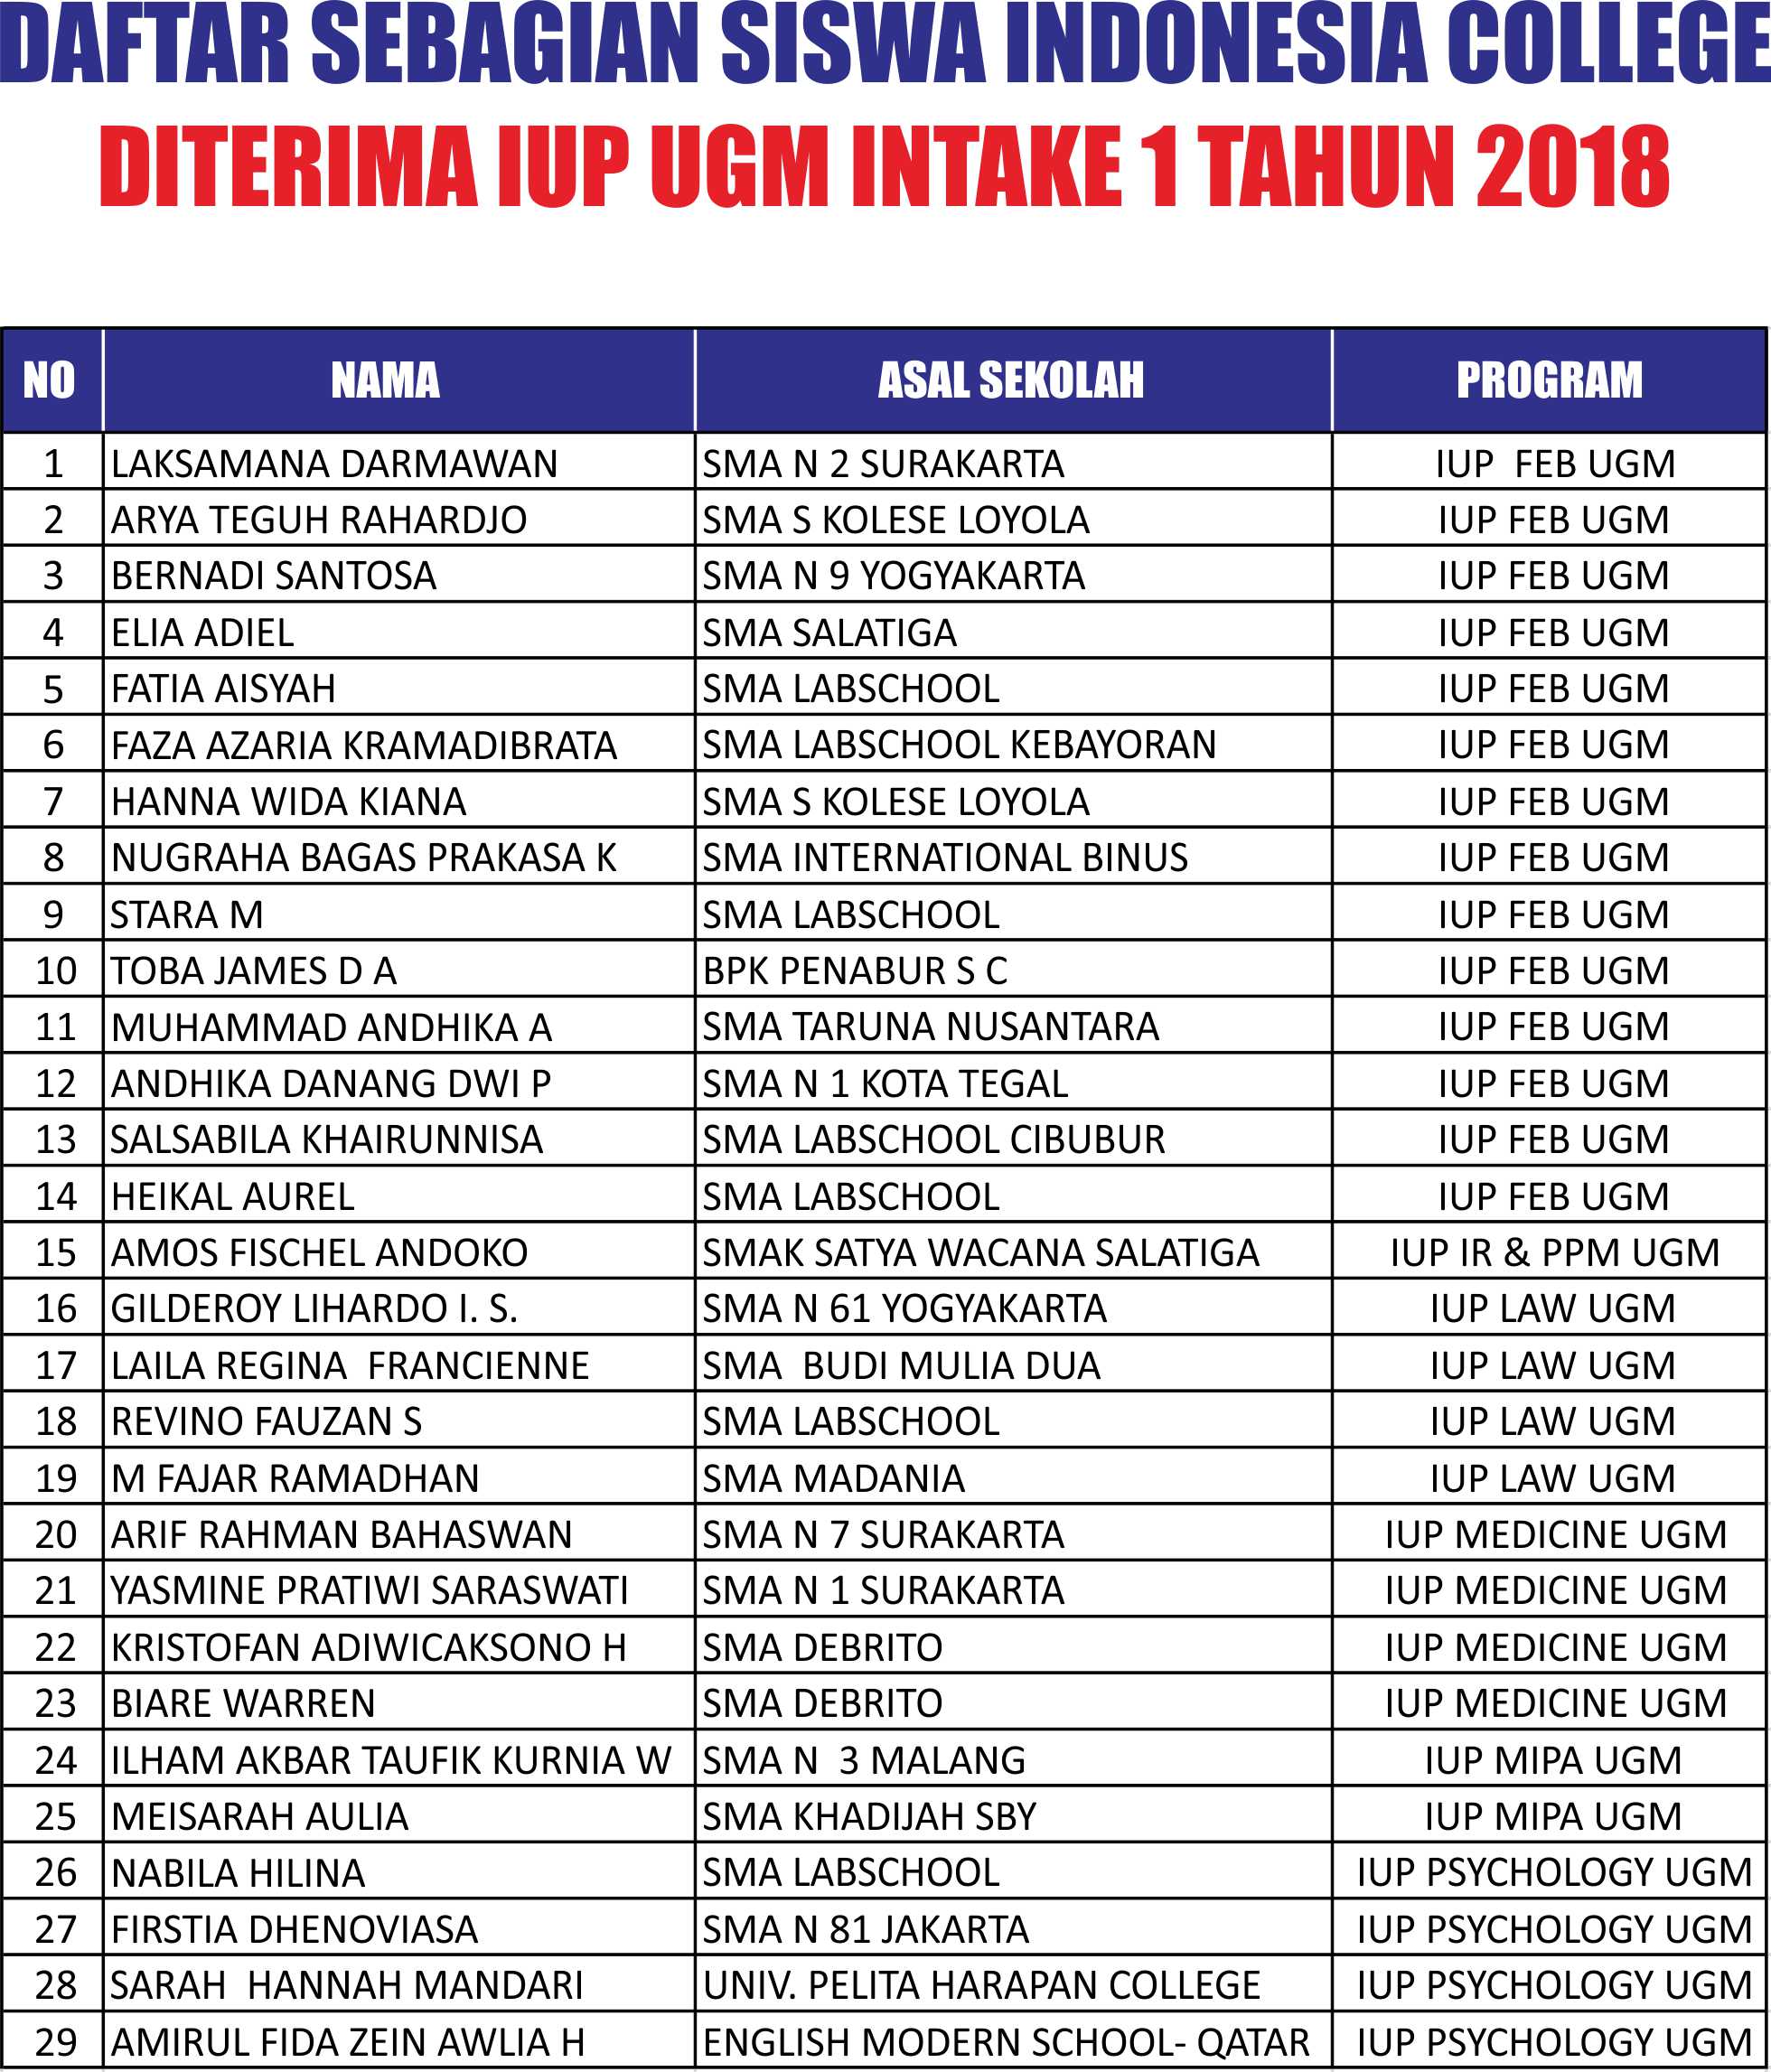 DAFTAR SEBAGIAN SISWA INDONESIA COLLEGE
DITERIMA IUP UGM INTAKE 1 TAHUN 2018
NO NAMA ASAL SEKOLAH PROGRAM
1 LAKSAMANA DARMAWAN SMA N 2 SURAKARTA IUP  FEB UGM
2 ARYA TEGUH RAHARDJO SMA S KOLESE LOYOLA IUP FEB UGM
3 BERNADI SANTOSA SMA N 9 YOGYAKARTA IUP FEB UGM
4 ELIA ADIEL SMA SALATIGA IUP FEB UGM
5 FATIA AISYAH SMA LABSCHOOL IUP FEB UGM
6 FAZA AZARIA KRAMADIBRATA SMA LABSCHOOL KEBAYORAN IUP FEB UGM
7 HANNA WIDA KIANA SMA S KOLESE LOYOLA IUP FEB UGM
8 NUGRAHA BAGAS PRAKASA K SMA INTERNATIONAL BINUS IUP FEB UGM
9 STARA M SMA LABSCHOOL IUP FEB UGM
10 TOBA JAMES D A BPK PENABUR S C IUP FEB UGM
11 MUHAMMAD ANDHIKA A SMA TARUNA NUSANTARA IUP FEB UGM
12 ANDHIKA DANANG DWI P SMA N 1 KOTA TEGAL IUP FEB UGM
13 SALSABILA KHAIRUNNISA SMA LABSCHOOL CIBUBUR IUP FEB UGM
14 HEIKAL AUREL SMA LABSCHOOL IUP FEB UGM
15 AMOS FISCHEL ANDOKO SMAK SATYA WACANA SALATIGA IUP IR & PPM UGM
16 GILDEROY LIHARDO I. S. SMA N 61 YOGYAKARTA IUP LAW UGM
17 LAILA REGINA  FRANCIENNE SMA  BUDI MULIA DUA IUP LAW UGM
18 REVINO FAUZAN S SMA LABSCHOOL IUP LAW UGM
19 M FAJAR RAMADHAN SMA MADANIA IUP LAW UGM
20 ARIF RAHMAN BAHASWAN SMA N 7 SURAKARTA IUP MEDICINE UGM
21 YASMINE PRATIWI SARASWATI SMA N 1 SURAKARTA IUP MEDICINE UGM
22 KRISTOFAN ADIWICAKSONO H SMA DEBRITO IUP MEDICINE UGM
23 BIARE WARREN SMA DEBRITO IUP MEDICINE UGM
24 ILHAM AKBAR TAUFIK KURNIA W SMA N  3 MALANG IUP MIPA UGM
25 MEISARAH AULIA SMA KHADIJAH SBY IUP MIPA UGM
26 NABILA HILINA SMA LABSCHOOL IUP PSYCHOLOGY UGM
27 FIRSTIA DHENOVIASA SMA N 81 JAKARTA IUP PSYCHOLOGY UGM
28 SARAH  HANNAH MANDARI UNIV. PELITA HARAPAN COLLEGE IUP PSYCHOLOGY UGM
29 AMIRUL FIDA ZEIN AWLIA H ENGLISH MODERN SCHOOL- QATAR IUP PSYCHOLOGY UGM